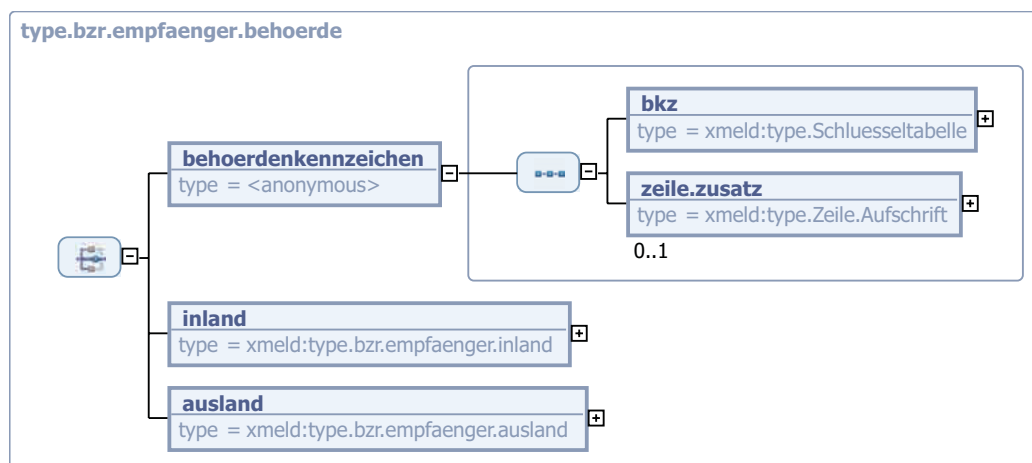 type.bzr.empfaenger.behoerde
bkz
type = xmeld:type.Schluesseltabelle
behoerdenkennzeichen
type = <anonymous>
zeile.zusatz
type = xmeld:type.Zeile.Aufschrift
0..1
inland
type = xmeld:type.bzr.empfaenger.inland
ausland
type = xmeld:type.bzr.empfaenger.ausland